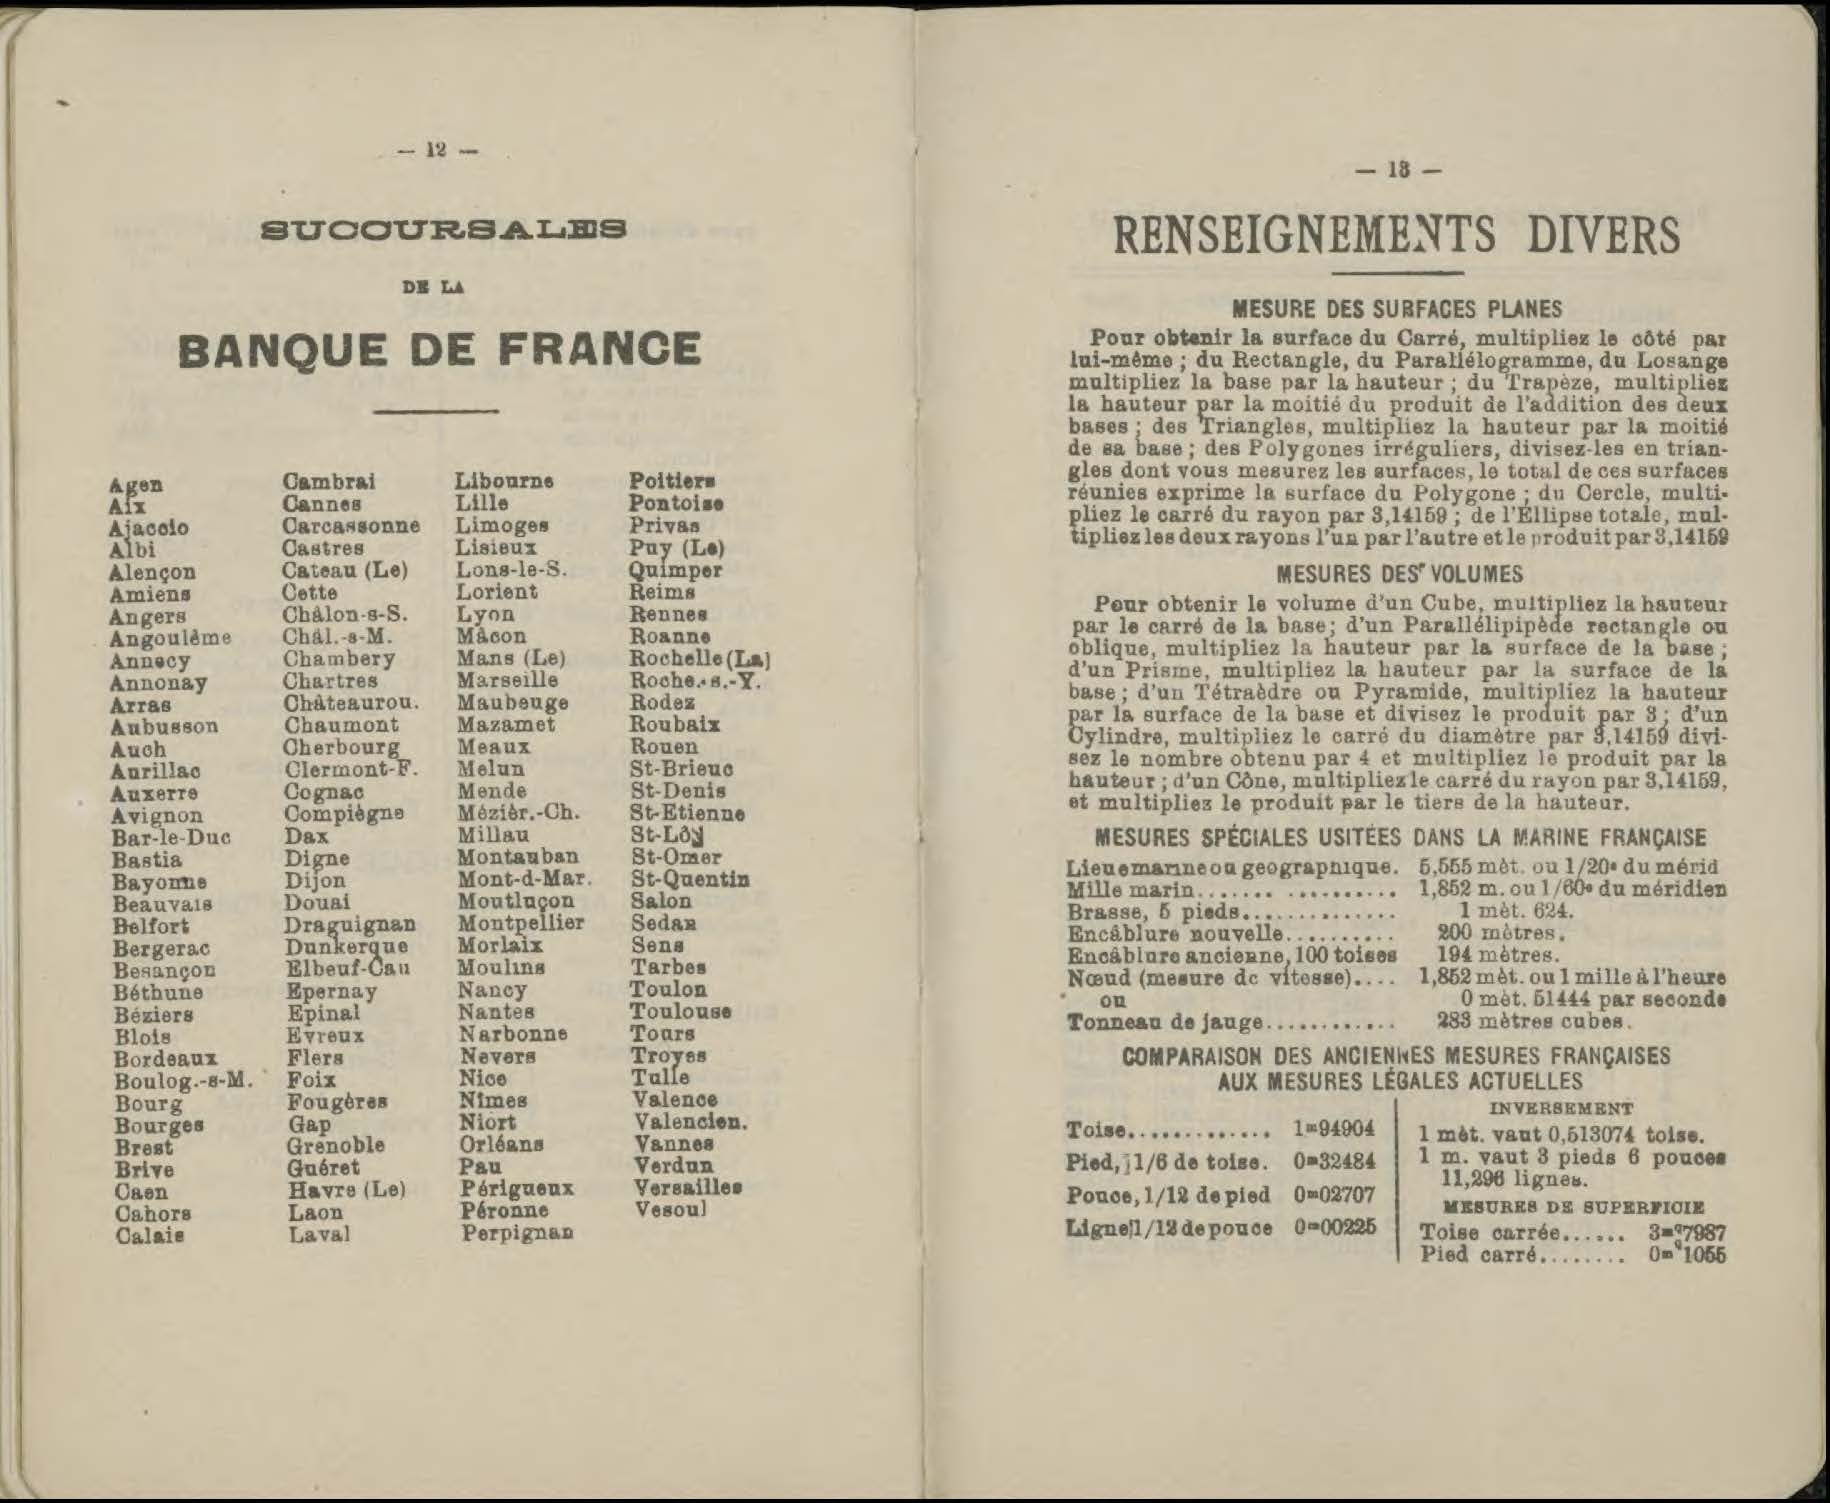 — 12 —
SUCCURSALES
DE LA
BANQUE DE FRANCE
Agen
Aix
Ajaccio
Albi
Alençon
Amiens
Angers
Angoulême
Annecy
Annonay
Arras
Aubusson
Auch
Aurillac
Auxerre
Avignon
Bar-le-Duc
Bastia
Bayonne
Beauvais
Belfort
Bergerac
Besançon
Béthune
Béziers
Blois
Bordeaux
Boulog.-s-M.
Bourg
Bourges
Brest
Brive
Caen
Cahors
Calais
Cambrai
Cannes
Carcassonne
Castres
Cateau (Le)
Cette
Châlon-s-S.
Châl.-s-M.
Chambery
Chartres
Châteaurou.
Chaumont
Cherbourg
Clermont-F.
Cognac
Compiègne
Dax
Digne
Dijon
Douai
Draguignan
Dunkerque
Elbeuf-Cau
Epernay
Epinal
Evreux
Flers
Foix
Fougères
Gap
Grenoble
Guéret
Havre (Le)
Laon
Laval
Libourne
Lille
Limoges
Lisieux
Lons-le-S.
Lorient
Lyon
Mâcon
Mans (Le)
Marseille
Maubeuge
Mazamet
Meaux
Melun
Mende
Mézièr.-Ch.
Millau
Montauban
Mont-d-Mar.
Moutluçon
Montpellier
Morlaix
Moulins
Nancy
Nantes
Narbonne
Nevers
Nice
Nîmes
Niort
Orléans
Pau
Périgueux
Péronne
Perpignan
Poitiers
Pontoise
Privas
Puy (Le)
Quimper
Reims
Rennes
Roanne
Rochelle (La)
Roche.-s.-Y.
Rodez
Roubaix
Rouen
St-Brieuc
St-Denis
St-Etienne
St-Lô
St-Omer
St-Quentin
Salon
Sedan
Sens
Tarbes
Toulon
Toulouse
Tours
Troyes
Tulle
Valence
Valencien.
Vannes
Verdun
Versailles
Vesoul
— 13 —
RENSEIGNEMENTS DIVERS
MESURE DES SURFACES PLANES
Pour obtenir la surface du Carré, multipliez le côté par
lui-même ; du Rectangle, du Parallélogramme, du Losange
multipliez la base par la hauteur ; du Trapèze, multipliez
la hauteur par la moitié du produit de l'addition des deux
bases ; des Triangles, multipliez la hauteur par la moitié
de sa base ; des Polygones irréguliers, divisez-les en trian-
gles dont vous mesurez les surfaces, le total de ces surfaces
réunies exprime la surface du Polygone ; du Cercle, multi-
pliez le carré du rayon par 3,14159 ; de l'Ellipse totale, mul-
tipliez les deux rayons l'un par l'autre et le produit par 3,14159
MESURES DES VOLUMES
Pour obtenir le volume d'un Cube, multipliez la hauteur
par le carré de la base; d'un Parallélipipède rectangle ou
oblique, multipliez la hauteur par la surface de la base ;
d'un Prisme, multipliez la hauteur par la surface de la
base ; d'un Tétraèdre ou Pyramide, multipliez la hauteur
par la surface de la base et divisez le produit par 3 ; d'un
Cylindre, multipliez le carré du diamètre par 3,14159 divi-
sez le nombre obtenu par 4 et multipliez le produit par la
hauteur ; d'un Cône, multipliez le carré du rayon par 3,14159,
et multipliez le produit par le tiers de la hauteur.
MESURES SPÉCIALES USITÉES DANS LA MARINE FRANÇAISE
Lieue marine ou geographique. 5,555 mèt. ou 1/20e du mérid
Mille marin.................. 1,852 m. ou 1/60e du méridien
Brasse, 5 pieds.............. 1 mèt. 624.
Encâblure nouvelle........... 200 mètres.
Encâblure ancienne, 100 toises 194 mètres.
Nœud (mesure de vitesse).... 1,852 mèt. ou 1 mille à l'heure
ou 0 mèt. 51444 par seconde
Tonneau de jauge............. 283 mètres cubes.
COMPARAISON DES ANCIENNES MESURES FRANÇAISES
AUX MESURES LÉGALES ACTUELLES
Toise.............. 1m94904
Pied, 1/6 de toise. 0m32484
Pouce, 1/12 de pied 0m02707
Ligne 1/12 de pouce 0m00225
INVERSEMENT
1 mèt. vaut 0,513074 toise.
1 m. vaut 3 pieds 6 pouces
11,296 lignes.
MESURES DE SUPERFICIE
Toise carrée...... 3mq7987
Pied carré........ 0mq1055